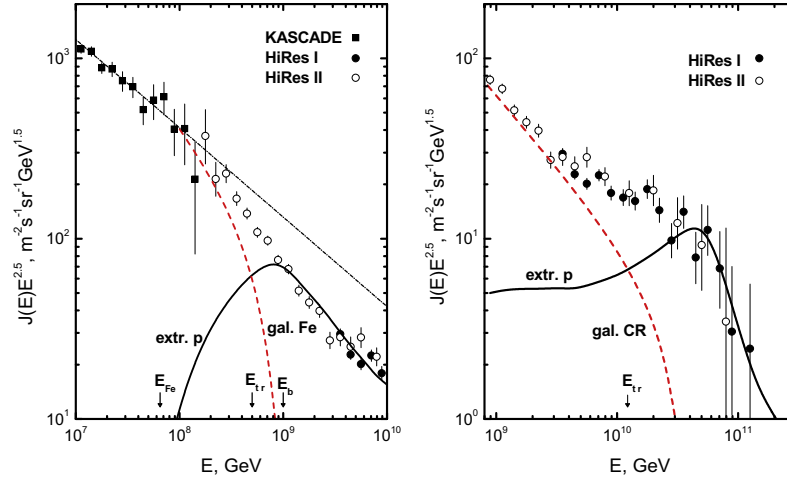 KASCADE
HiRes I
HiRes II
10^3
10^2
10^1
J(E)E^2.5, m^-2s^-1sr^-1GeV^1.5
extr. p
gal. Fe
E_Fe
E_tr
E_b
10^7 10^8 10^9 10^10
E, GeV
HiRes I
HiRes II
10^2
10^1
10^0
J(E)E^2.5, m^-2s^-1sr^-1GeV^1.5
extr. p
gal. CR
E_tr
10^9 10^10 10^11
E, GeV